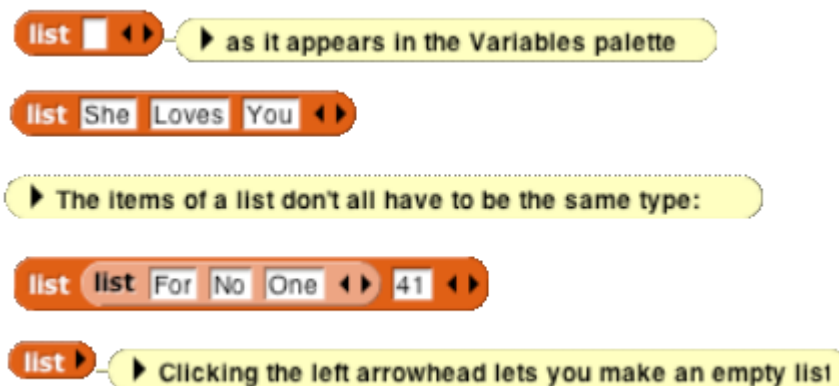 list as it appears in the Variables palette
list She Loves You
The items of a list don't all have to be the same type:
list list For No One 41
list Clicking the left arrowhead lets you make an empty list